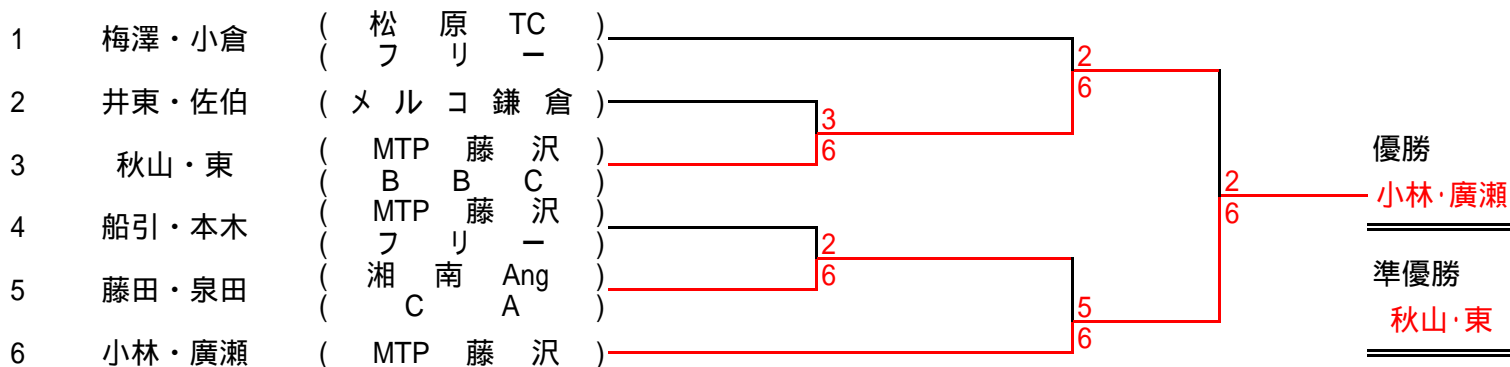 1 梅澤・小倉 ( 松原 TC )
( フリー )
2
6
2 井東・佐伯 ( メルコ鎌倉 )
3
6
3 秋山・東 ( MTP 藤沢 )
( B B C )
優勝
2
6
小林・廣瀬
4 船引・本木 ( MTP 藤沢 )
( フリー )
2
6
5 藤田・泉田 ( 湘南 Ang )
( C A )
準優勝
5
6
秋山・東
6 小林・廣瀬 ( MTP 藤沢 )